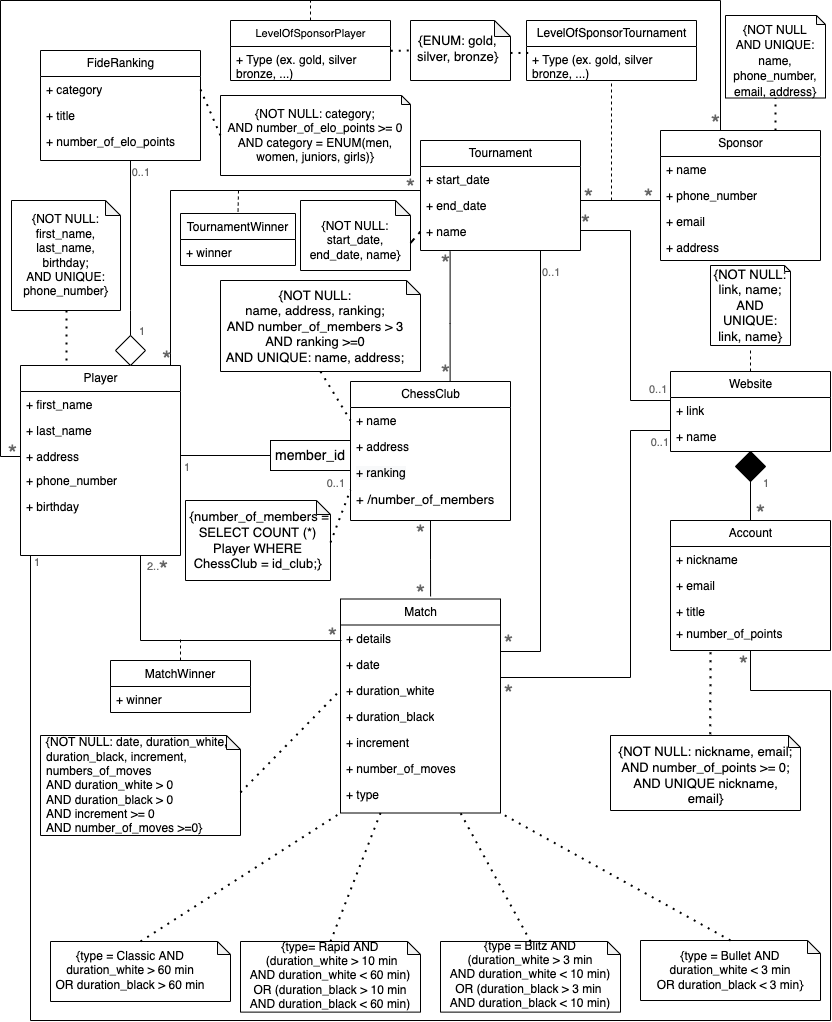 LevelOfSponsorPlayer
+ Type (ex. gold, silver
bronze, ...)
{ENUM: gold,
silver, bronze}
LevelOfSponsorTournament
+ Type (ex. gold, silver
bronze, ...)
{NOT NULL
AND UNIQUE:
name,
phone_number,
email, address}
FideRanking
+ category
+ title
+ number_of_elo_points
0..1
{NOT NULL: category;
AND number_of_elo_points >= 0
AND category = ENUM(men,
women, juniors, girls)}
*
Sponsor
+ name
+ phone_number
+ email
+ address
Tournament
+ start_date
+ end_date
+ name
*
*
*
*
*
0..1
{NOT NULL:
first_name,
last_name,
birthday;
AND UNIQUE:
phone_number}
TournamentWinner
+ winner
{NOT NULL:
start_date,
end_date, name}
{NOT NULL:
link, name;
AND
UNIQUE:
link, name}
{NOT NULL:
name, address, ranking;
AND number_of_members > 3
AND ranking >=0
AND UNIQUE: name, address;
1
*
*
Player
+ first_name
+ last_name
+ address
+ phone_number
+ birthday
*
1
member_id
0..1
ChessClub
+ name
+ address
+ ranking
+ /number_of_members
0..1
0..1
Website
+ link
+ name
1
*
{number_of_members =
SELECT COUNT (*)
Player WHERE
ChessClub = id_club;}
*
*
Account
+ nickname
+ email
+ title
+ number_of_points
*
1
2..*
*
Match
+ details
+ date
+ duration_white
+ duration_black
+ increment
+ number_of_moves
+ type
*
*
MatchWinner
+ winner
{NOT NULL: date, duration_white,
duration_black, increment,
numbers_of_moves
AND duration_white > 0
AND duration_black > 0
AND increment >= 0
AND number_of_moves >=0}
{NOT NULL: nickname, email;
AND number_of_points >= 0;
AND UNIQUE nickname,
email}
{type = Classic AND
duration_white > 60 min
OR duration_black > 60 min
{type= Rapid AND
(duration_white > 10 min
AND duration_white < 60 min)
OR (duration_black > 10 min
AND duration_black < 60 min)
{type = Blitz AND
(duration_white > 3 min
AND duration_white < 10 min)
OR (duration_black > 3 min
AND duration_black < 10 min)
{type = Bullet AND
duration_white < 3 min
OR duration_black < 3 min}